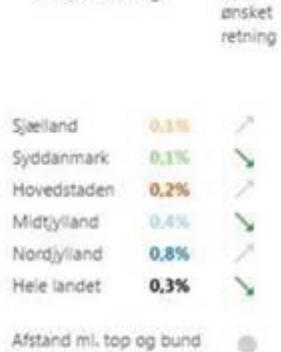 ønsket
retning
Sjælland 0,1%
Syddanmark 0,1%
Hovedstaden 0,2%
Midtjylland 0,4%
Nordjylland 0,8%
Hele landet 0,3%
Afstand ml. top og bund